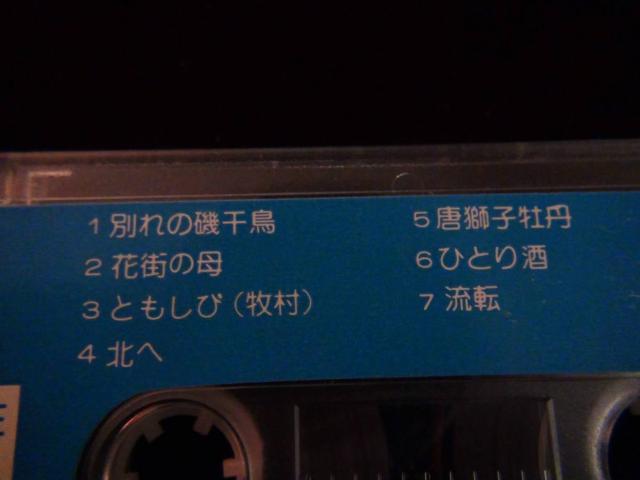 1 別れの磯千鳥
2 花街の母
3 ともしび(牧村)
4 北へ
5 唐獅子牡丹
6 ひとり酒
7 流転